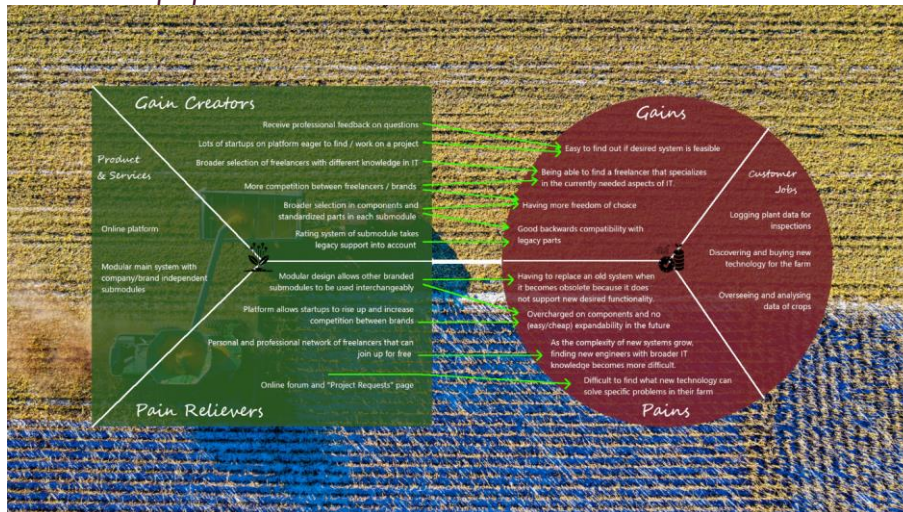 Gain Creators
Receive professional feedback on questions
Lots of startups on platform eager to find / work on a project
Broader selection of freelancers with different knowledge in IT
More competition between freelancers / brands
Broader selection in components and
standardized parts in each submodule
Rating system of submodule takes
legacy support into account
Product
& Services
Online platform
Modular main system with
company/brand independent
submodules
Modular design allows other branded
submodules to be used interchangeably
Platform allows startups to rise up and increase
competition between brands
Personal and professional network of freelancers that can
join up for free
Online forum and "Project Requests" page
Pain Relievers
Gains
Easy to find out if desired system is feasible
Being able to find a freelancer that specializes
in the currently needed aspects of IT.
Having more freedom of choice
Good backwards compatibility with
legacy parts
Customer
Jobs
Logging plant data for
inspections
Discovering and buying new
technology for the farm
Overseeing and analysing
data of crops
Having to replace an old system when
it becomes obsolete because it does
not support new desired functionality.
Overcharged on components and no
(easy/cheap) expandability in the future
As the complexity of new systems grow,
finding new engineers with broader IT
knowledge becomes more difficult.
Difficult to find what new technology can
solve specific problems in their farm
Pains